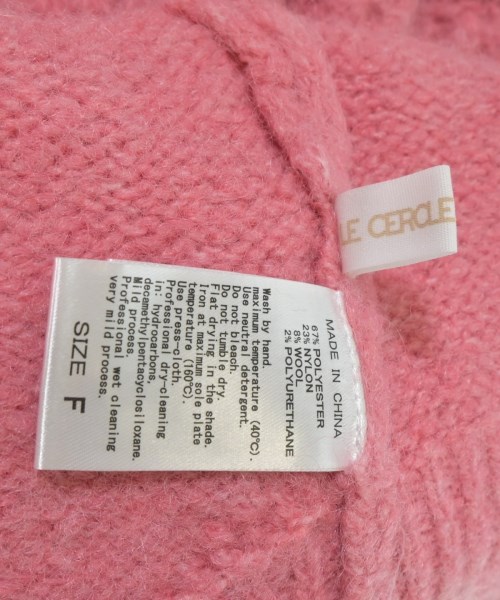 LE CERCLE
MADE IN CHINA
67% POLYESTER
23% NYLON
8% WOOL
2% POLYURETHANE
Wash by hand.
maximum temperature (40℃).
Use neutral detergent.
Do not bleach.
Do not tumble dry.
Flat drying in the shade.
Iron at maximum sole plate
temperature (160℃).
Use press-cloth.
Professional dry-cleaning
in: hydrocarbons,
decamethylpentacyclosiloxane.
Mild process.
Professional wet cleaning
very mild process.
SIZE F